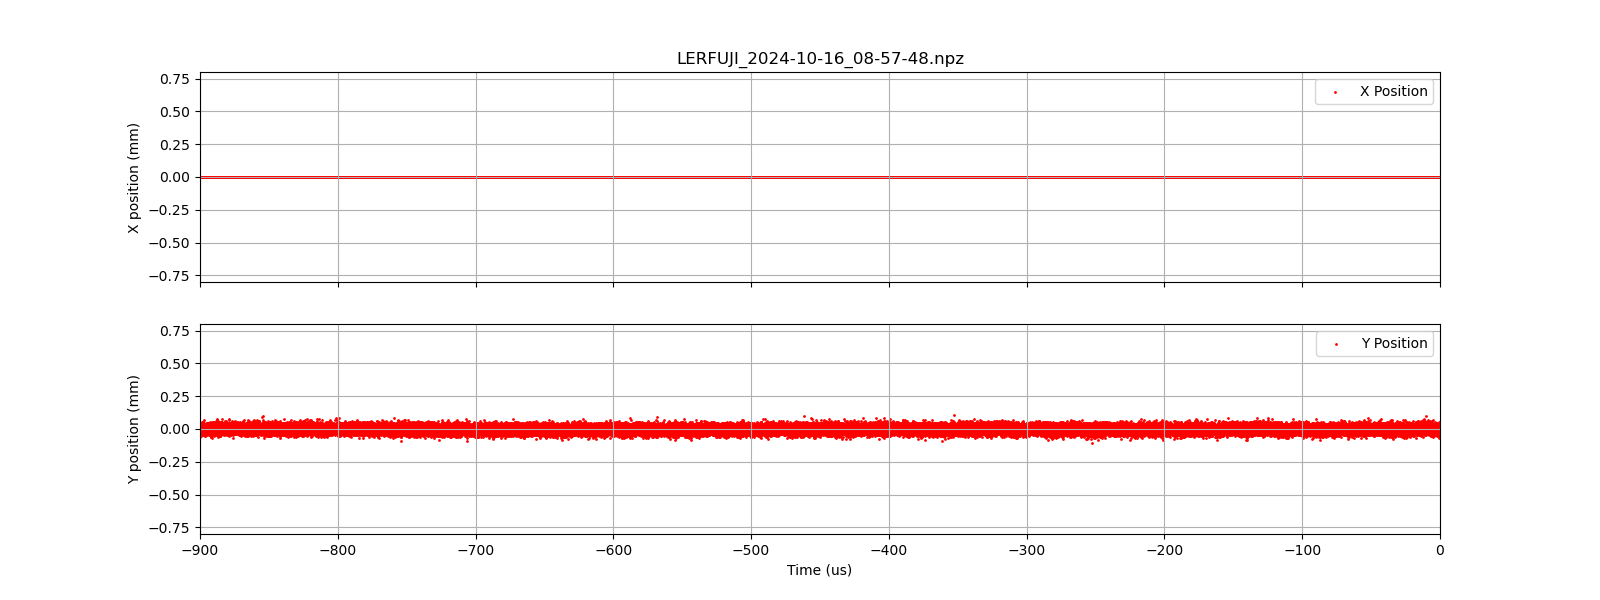 LERFUJI_2024-10-16_08-57-48.npz
0.75
0.50
0.25
0.00
−0.25
−0.50
−0.75
X position (mm)
X Position
0.75
0.50
0.25
0.00
−0.25
−0.50
−0.75
Y position (mm)
Y Position
−900 −800 −700 −600 −500 −400 −300 −200 −100 0
Time (us)